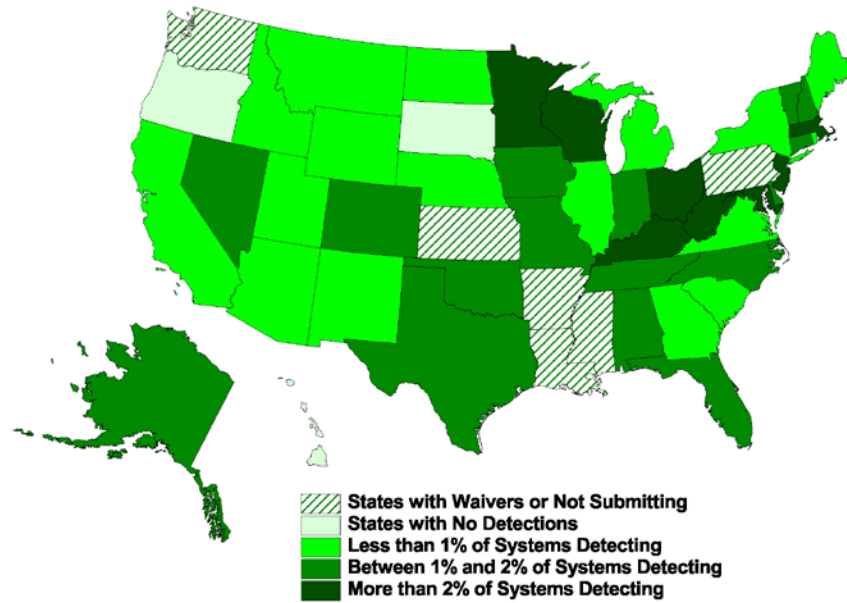 States with Waivers or Not Submitting
States with No Detections
Less than 1% of Systems Detecting
Between 1% and 2% of Systems Detecting
More than 2% of Systems Detecting